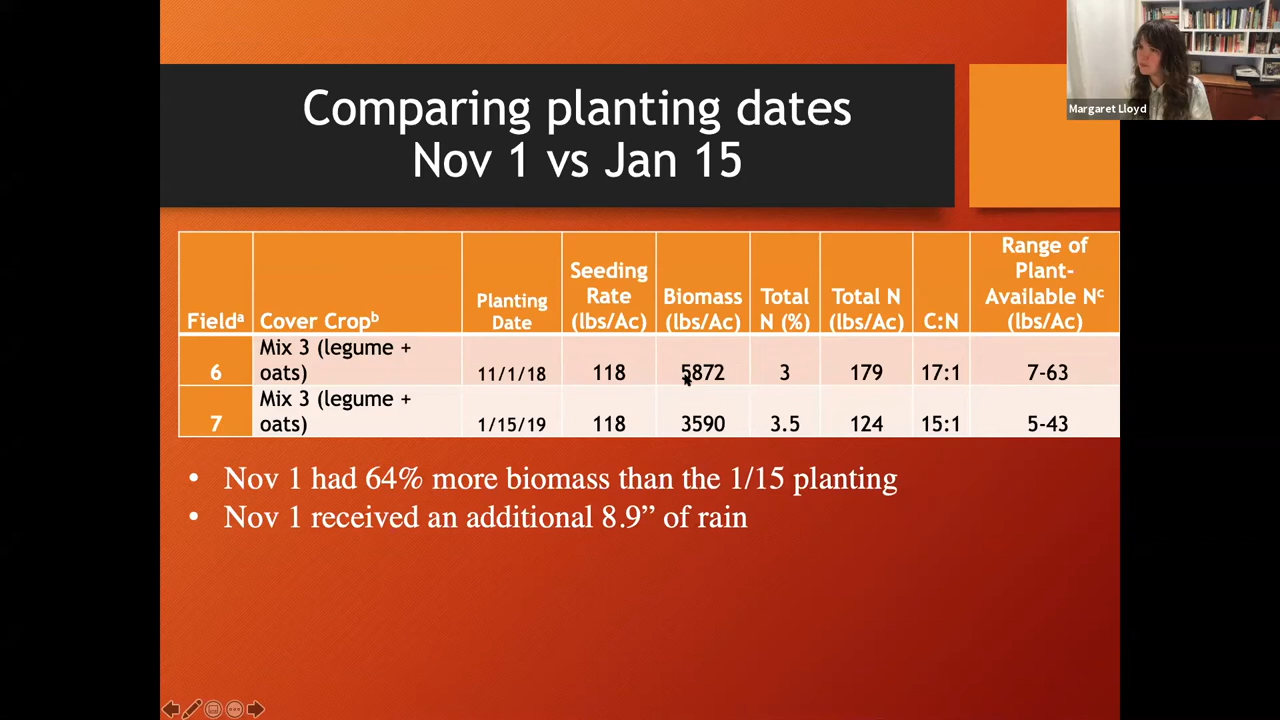 Margaret Lloyd
Comparing planting dates
Nov 1 vs Jan 15
Fieldᵃ Cover Cropᵇ Planting Date Seeding Rate (lbs/Ac) Biomass (lbs/Ac) Total N (%) Total N (lbs/Ac) C:N Range of Plant-Available Nᶜ (lbs/Ac)
6 Mix 3 (legume + oats) 11/1/18 118 5872 3 179 17:1 7-63
7 Mix 3 (legume + oats) 1/15/19 118 3590 3.5 124 15:1 5-43
• Nov 1 had 64% more biomass than the 1/15 planting
• Nov 1 received an additional 8.9” of rain